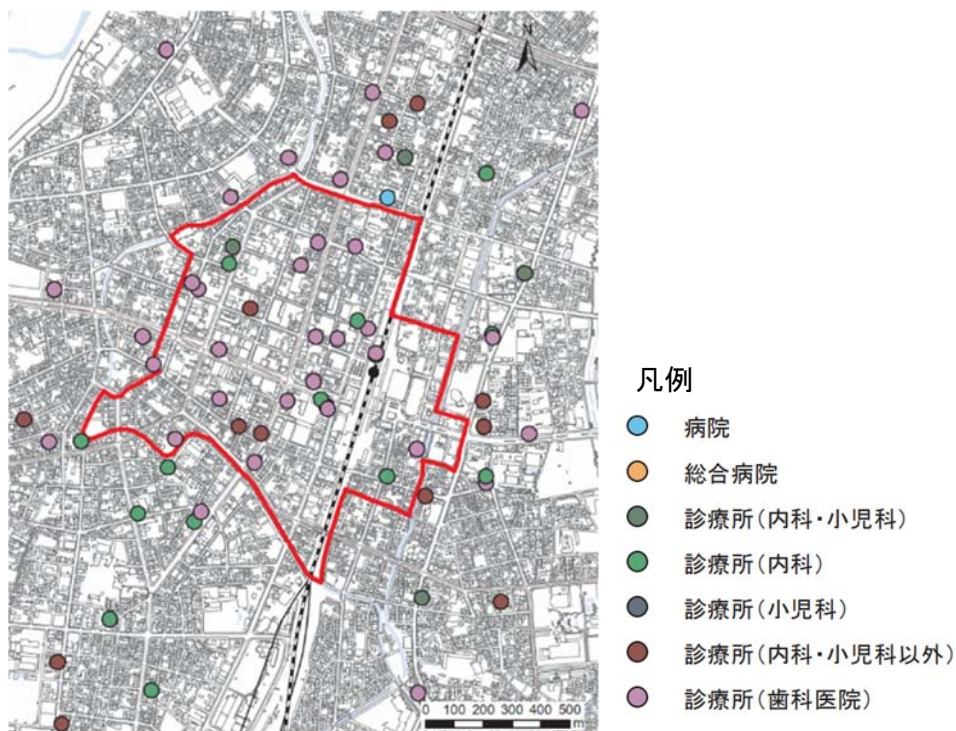 N
凡例
病院
総合病院
診療所(内科・小児科)
診療所(内科)
診療所(小児科)
診療所(内科・小児科以外)
診療所(歯科医院)
0 100 200 300 400 500
m